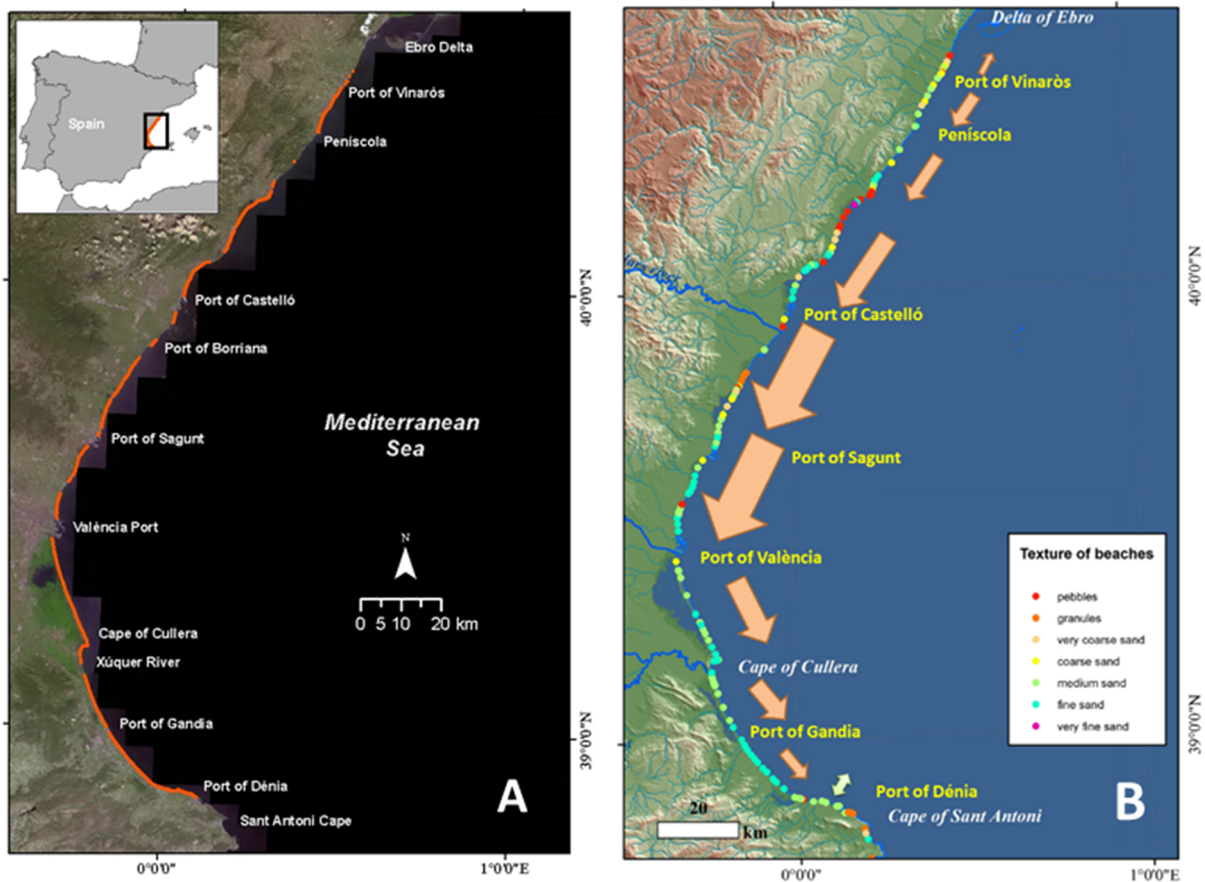 Spain
Ebro Delta
Port of Vinaròs
Peníscola
Port of Castelló
Port of Borriana
Port of Sagunt
València Port
Cape of Cullera
Xúquer River
Port of Gandia
Port of Dénia
Sant Antoni Cape
Mediterranean
Sea
N
0 5 10 20 km
A
40°0'0"N
39°0'0"N
0°0'0"
1°0'0"E
Delta of Ebro
Port of Vinaròs
Peníscola
Port of Castelló
Port of Sagunt
Port of València
Cape of Cullera
Port of Gandia
Port of Dénia
Cape of Sant Antoni
Texture of beaches
pebbles
granules
very coarse sand
coarse sand
medium sand
fine sand
very fine sand
20
km
B
40°0'0"N
39°0'0"N
0°0'0"
1°0'0"E